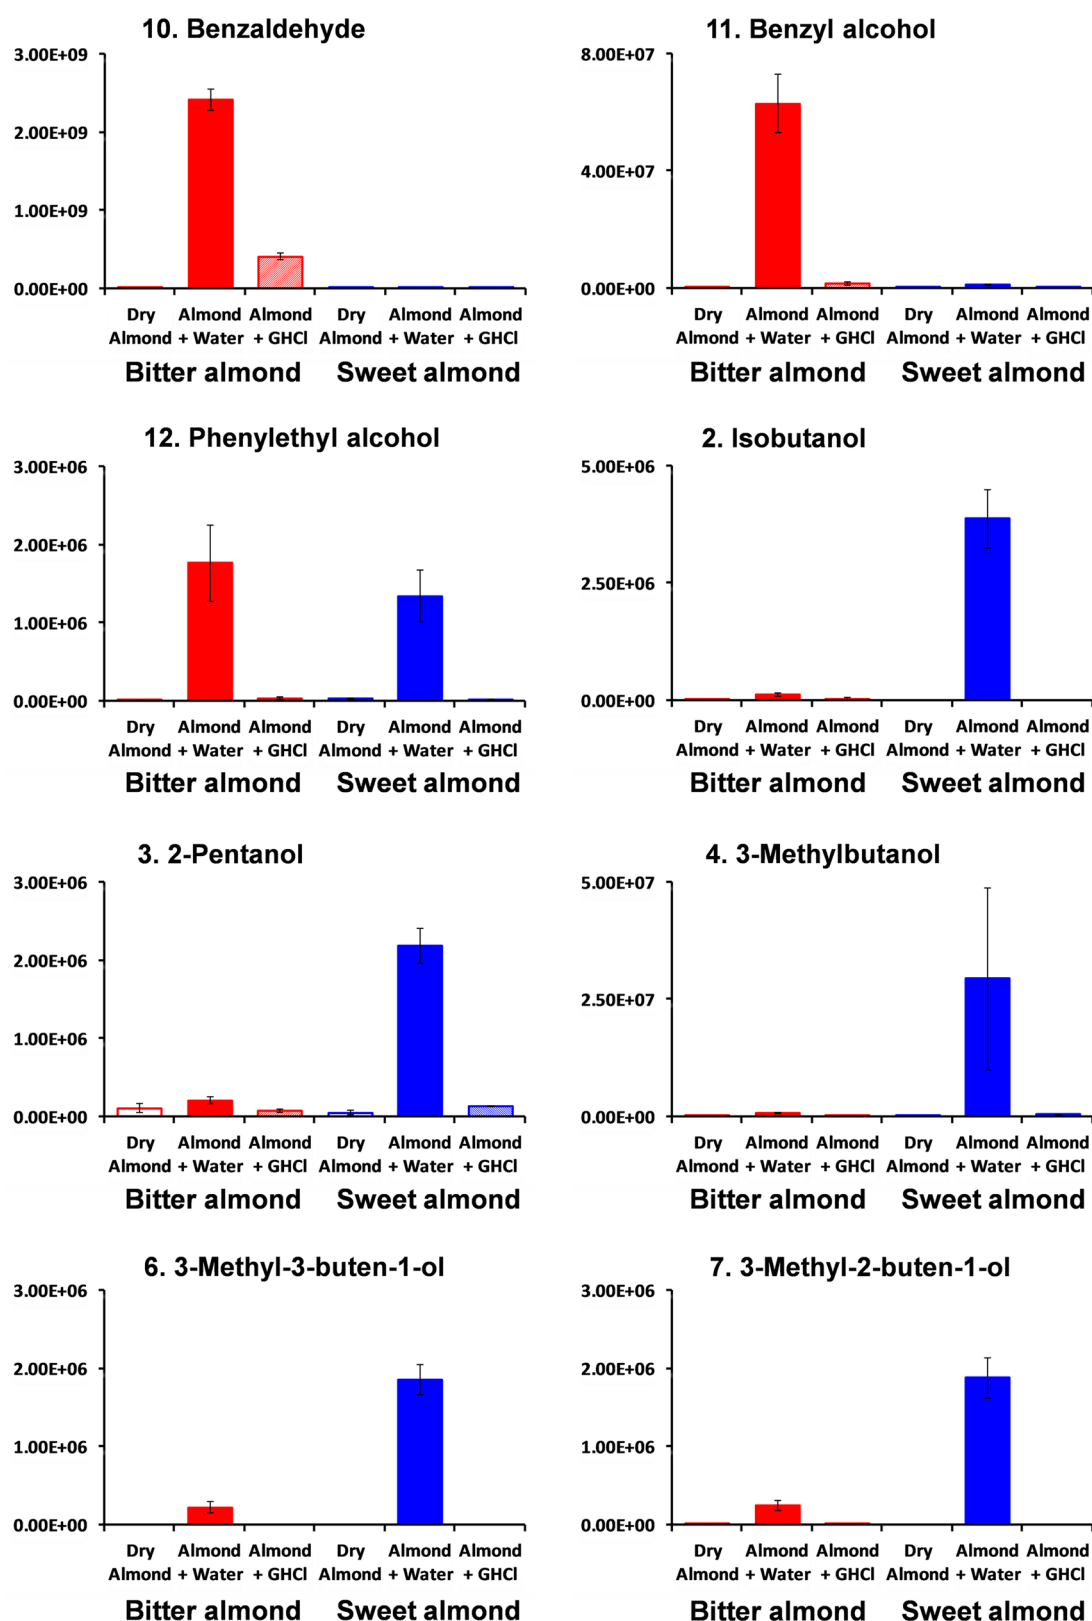 10. Benzaldehyde
3.00E+09
2.00E+09
1.00E+09
0.00E+00
Dry Almond Almond Dry Almond Almond
Almond + Water + GHCl Almond + Water + GHCl
Bitter almond Sweet almond
11. Benzyl alcohol
8.00E+07
4.00E+07
0.00E+00
Dry Almond Almond Dry Almond Almond
Almond + Water + GHCl Almond + Water + GHCl
Bitter almond Sweet almond
12. Phenylethyl alcohol
3.00E+06
2.00E+06
1.00E+06
0.00E+00
Dry Almond Almond Dry Almond Almond
Almond + Water + GHCl Almond + Water + GHCl
Bitter almond Sweet almond
2. Isobutanol
5.00E+06
2.50E+06
0.00E+00
Dry Almond Almond Dry Almond Almond
Almond + Water + GHCl Almond + Water + GHCl
Bitter almond Sweet almond
3. 2-Pentanol
3.00E+06
2.00E+06
1.00E+06
0.00E+00
Dry Almond Almond Dry Almond Almond
Almond + Water + GHCl Almond + Water + GHCl
Bitter almond Sweet almond
4. 3-Methylbutanol
5.00E+07
2.50E+07
0.00E+00
Dry Almond Almond Dry Almond Almond
Almond + Water + GHCl Almond + Water + GHCl
Bitter almond Sweet almond
6. 3-Methyl-3-buten-1-ol
3.00E+06
2.00E+06
1.00E+06
0.00E+00
Dry Almond Almond Dry Almond Almond
Almond + Water + GHCl Almond + Water + GHCl
Bitter almond Sweet almond
7. 3-Methyl-2-buten-1-ol
3.00E+06
2.00E+06
1.00E+06
0.00E+00
Dry Almond Almond Dry Almond Almond
Almond + Water + GHCl Almond + Water + GHCl
Bitter almond Sweet almond